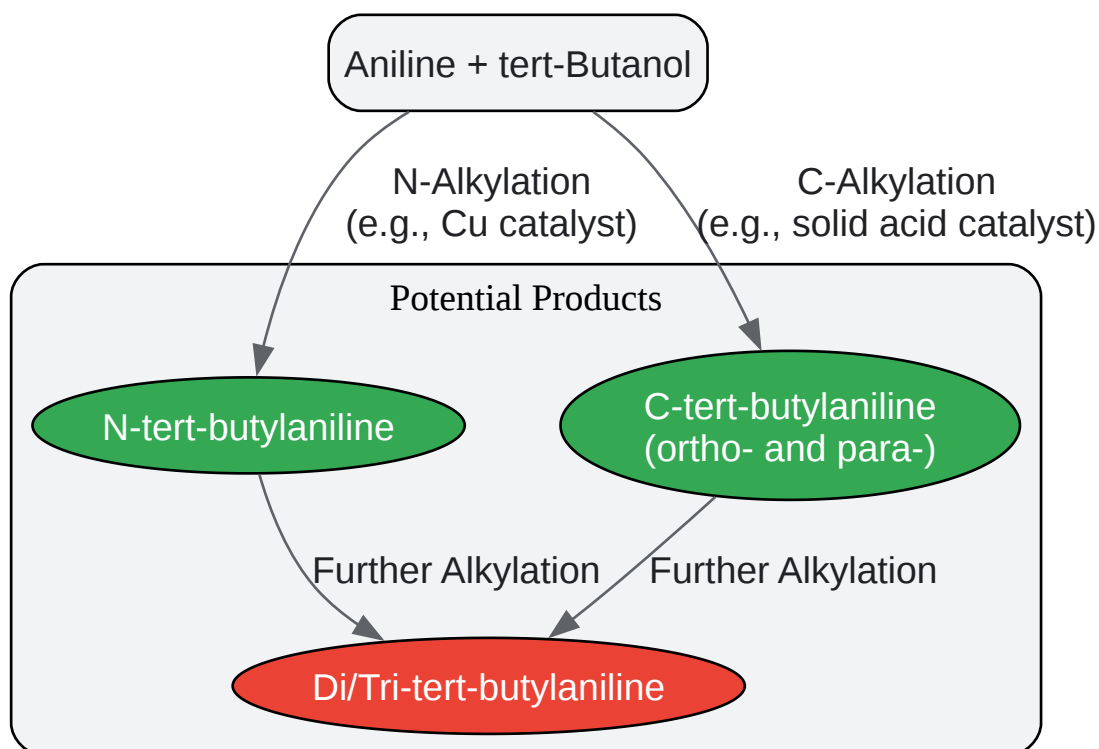 Aniline + tert-Butanol
N-Alkylation
(e.g., Cu catalyst)
C-Alkylation
(e.g., solid acid catalyst)
Potential Products
N-tert-butylaniline
C-tert-butylaniline
(ortho- and para-)
Further Alkylation
Further Alkylation
Di/Tri-tert-butylaniline